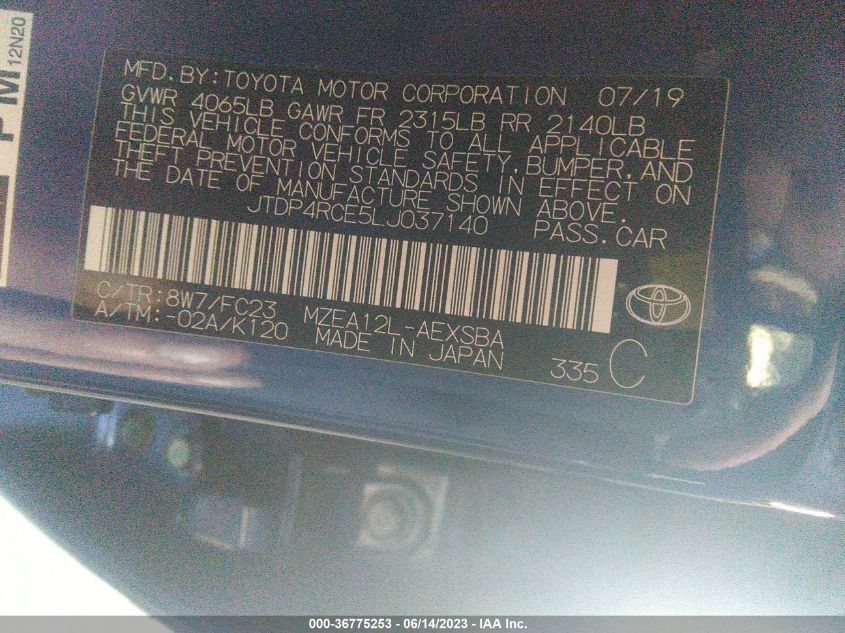 PM
12N20
MFD. BY: TOYOTA MOTOR CORPORATION 07/19
GVWR 4065LB GAWR FR 2315LB RR 2140LB
THIS VEHICLE CONFORMS TO ALL APPLICABLE
FEDERAL MOTOR VEHICLE SAFETY, BUMPER, AND
THEFT PREVENTION STANDARDS IN EFFECT ON
THE DATE OF MANUFACTURE SHOWN ABOVE.
JTDP4RCE5LJ037140 PASS. CAR
C/TR: 8W7/FC23 MZEA12L-AEXSBA
A/TM: -02A/K120 MADE IN JAPAN
335 C
000-36775253 - 06/14/2023 - IAA Inc.